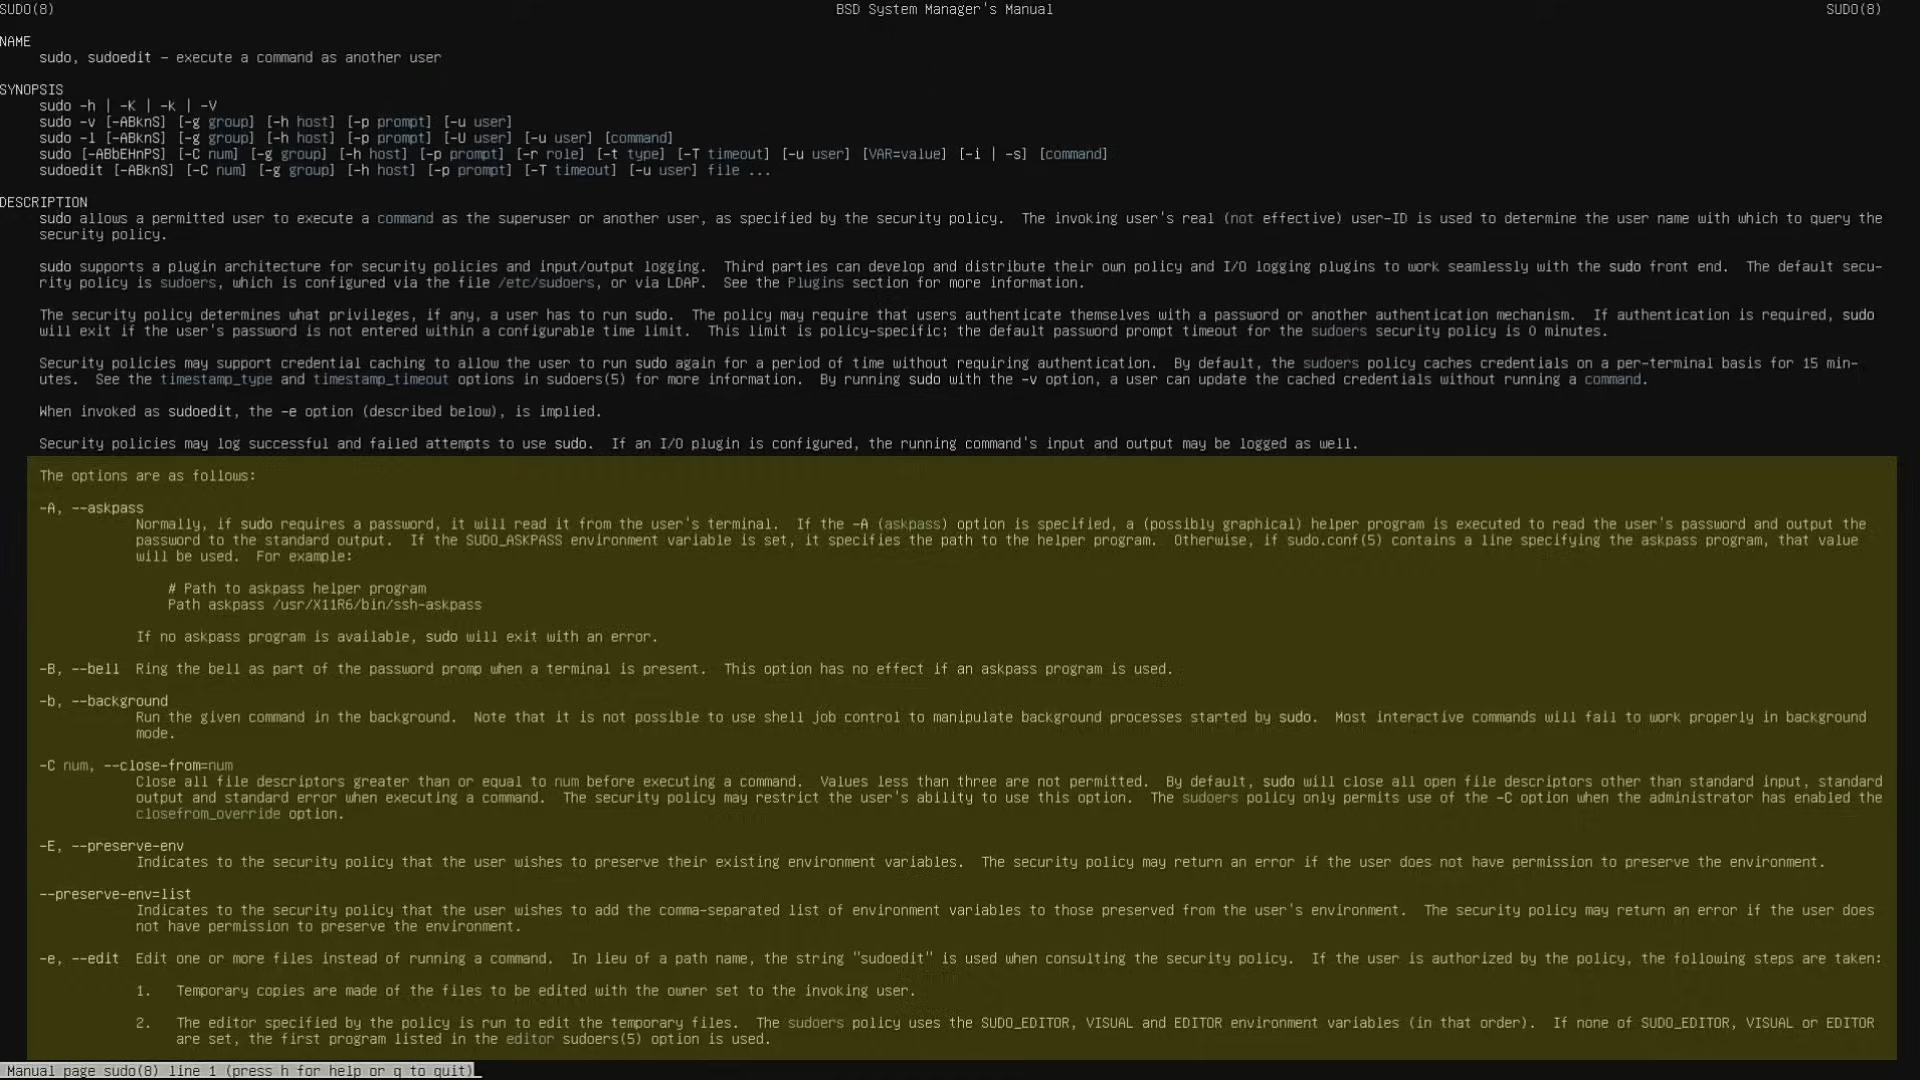 SUDO(8) BSD System Manager's Manual SUDO(8)
NAME
sudo, sudoedit – execute a command as another user
SYNOPSIS
sudo -h | -K | -k | -V
sudo -v [-ABknS] [-g group] [-h host] [-p prompt] [-u user]
sudo -l [-ABknS] [-g group] [-h host] [-p prompt] [-U user] [-u user] [command]
sudo [-ABbEHnPS] [-C num] [-g group] [-h host] [-p prompt] [-r role] [-t type] [-T timeout] [-u user] [VAR=value] [-i | -s] [command]
sudoedit [-ABknS] [-C num] [-g group] [-h host] [-p prompt] [-T timeout] [-u user] file ...
DESCRIPTION
sudo allows a permitted user to execute a command as the superuser or another user, as specified by the security policy.  The invoking user's real (not effective) user-ID is used to determine the user name with which to query the
security policy.
sudo supports a plugin architecture for security policies and input/output logging.  Third parties can develop and distribute their own policy and I/O logging plugins to work seamlessly with the sudo front end.  The default secu-
rity policy is sudoers, which is configured via the file /etc/sudoers, or via LDAP.  See the Plugins section for more information.
The security policy determines what privileges, if any, a user has to run sudo.  The policy may require that users authenticate themselves with a password or another authentication mechanism.  If authentication is required, sudo
will exit if the user's password is not entered within a configurable time limit.  This limit is policy-specific; the default password prompt timeout for the sudoers security policy is 0 minutes.
Security policies may support credential caching to allow the user to run sudo again for a period of time without requiring authentication.  By default, the sudoers policy caches credentials on a per-terminal basis for 15 min-
utes.  See the timestamp_type and timestamp_timeout options in sudoers(5) for more information.  By running sudo with the -v option, a user can update the cached credentials without running a command.
When invoked as sudoedit, the -e option (described below), is implied.
Security policies may log successful and failed attempts to use sudo.  If an I/O plugin is configured, the running command's input and output may be logged as well.
The options are as follows:
-A, --askpass
Normally, if sudo requires a password, it will read it from the user's terminal.  If the -A (askpass) option is specified, a (possibly graphical) helper program is executed to read the user's password and output the
password to the standard output.  If the SUDO_ASKPASS environment variable is set, it specifies the path to the helper program.  Otherwise, if sudo.conf(5) contains a line specifying the askpass program, that value
will be used.  For example:
# Path to askpass helper program
Path askpass /usr/X11R6/bin/ssh-askpass
If no askpass program is available, sudo will exit with an error.
-B, --bell  Ring the bell as part of the password promp when a terminal is present.  This option has no effect if an askpass program is used.
-b, --background
Run the given command in the background.  Note that it is not possible to use shell job control to manipulate background processes started by sudo.  Most interactive commands will fail to work properly in background
mode.
-C num, --close-from=num
Close all file descriptors greater than or equal to num before executing a command.  Values less than three are not permitted.  By default, sudo will close all open file descriptors other than standard input, standard
output and standard error when executing a command.  The security policy may restrict the user's ability to use this option.  The sudoers policy only permits use of the -C option when the administrator has enabled the
closefrom_override option.
-E, --preserve-env
Indicates to the security policy that the user wishes to preserve their existing environment variables.  The security policy may return an error if the user does not have permission to preserve the environment.
--preserve-env=list
Indicates to the security policy that the user wishes to add the comma-separated list of environment variables to those preserved from the user's environment.  The security policy may return an error if the user does
not have permission to preserve the environment.
-e, --edit  Edit one or more files instead of running a command.  In lieu of a path name, the string "sudoedit" is used when consulting the security policy.  If the user is authorized by the policy, the following steps are taken:
1.   Temporary copies are made of the files to be edited with the owner set to the invoking user.
2.   The editor specified by the policy is run to edit the temporary files.  The sudoers policy uses the SUDO_EDITOR, VISUAL and EDITOR environment variables (in that order).  If none of SUDO_EDITOR, VISUAL or EDITOR
are set, the first program listed in the editor sudoers(5) option is used.
Manual page sudo(8) line 1 (press h for help or q to quit)